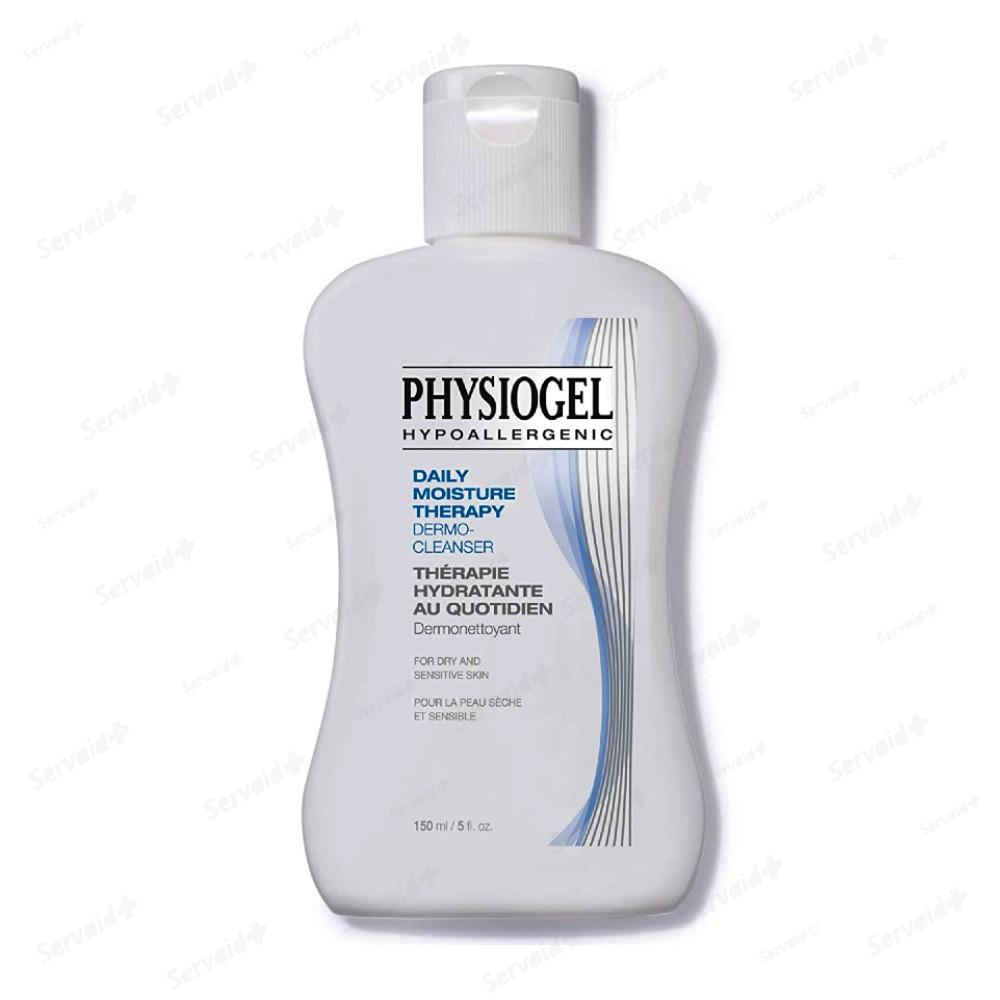 PHYSIOGEL
HYPOALLERGENIC
DAILY
MOISTURE
THERAPY
DERMO-
CLEANSER
THÉRAPIE
HYDRATANTE
AU QUOTIDIEN
Dermonettoyant
FOR DRY AND
SENSITIVE SKIN
POUR LA PEAU SÈCHE
ET SENSIBLE
150 ml / 5 fl. oz.
Servaid+